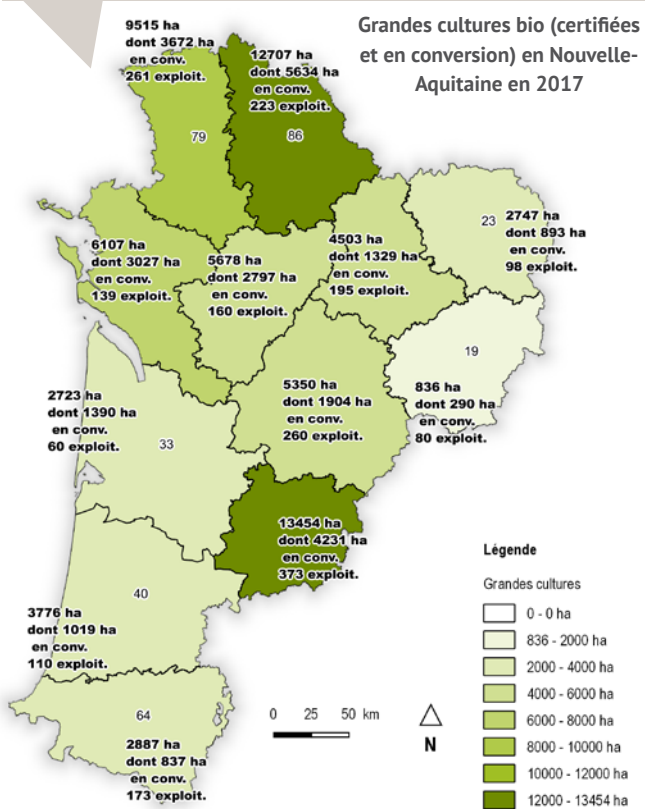 Grandes cultures bio (certifiées
et en conversion) en Nouvelle-
Aquitaine en 2017
9515 ha
dont 3672 ha
en conv.
261 exploit.
79
12707 ha
dont 5634 ha
en conv.
223 exploit.
86
23
2747 ha
dont 893 ha
en conv.
98 exploit.
6107 ha
dont 3027 ha
en conv.
139 exploit.
5678 ha
dont 2797 ha
en conv.
160 exploit.
4503 ha
dont 1329 ha
en conv.
195 exploit.
19
836 ha
dont 290 ha
en conv.
80 exploit.
2723 ha
dont 1390 ha
en conv.
60 exploit.
33
5350 ha
dont 1904 ha
en conv.
260 exploit.
13454 ha
dont 4231 ha
en conv.
373 exploit.
40
3776 ha
dont 1019 ha
en conv.
110 exploit.
64
2887 ha
dont 837 ha
en conv.
173 exploit.
0 25 50 km
N
Légende
Grandes cultures
0 - 0 ha
836 - 2000 ha
2000 - 4000 ha
4000 - 6000 ha
6000 - 8000 ha
8000 - 10000 ha
10000 - 12000 ha
12000 - 13454 ha